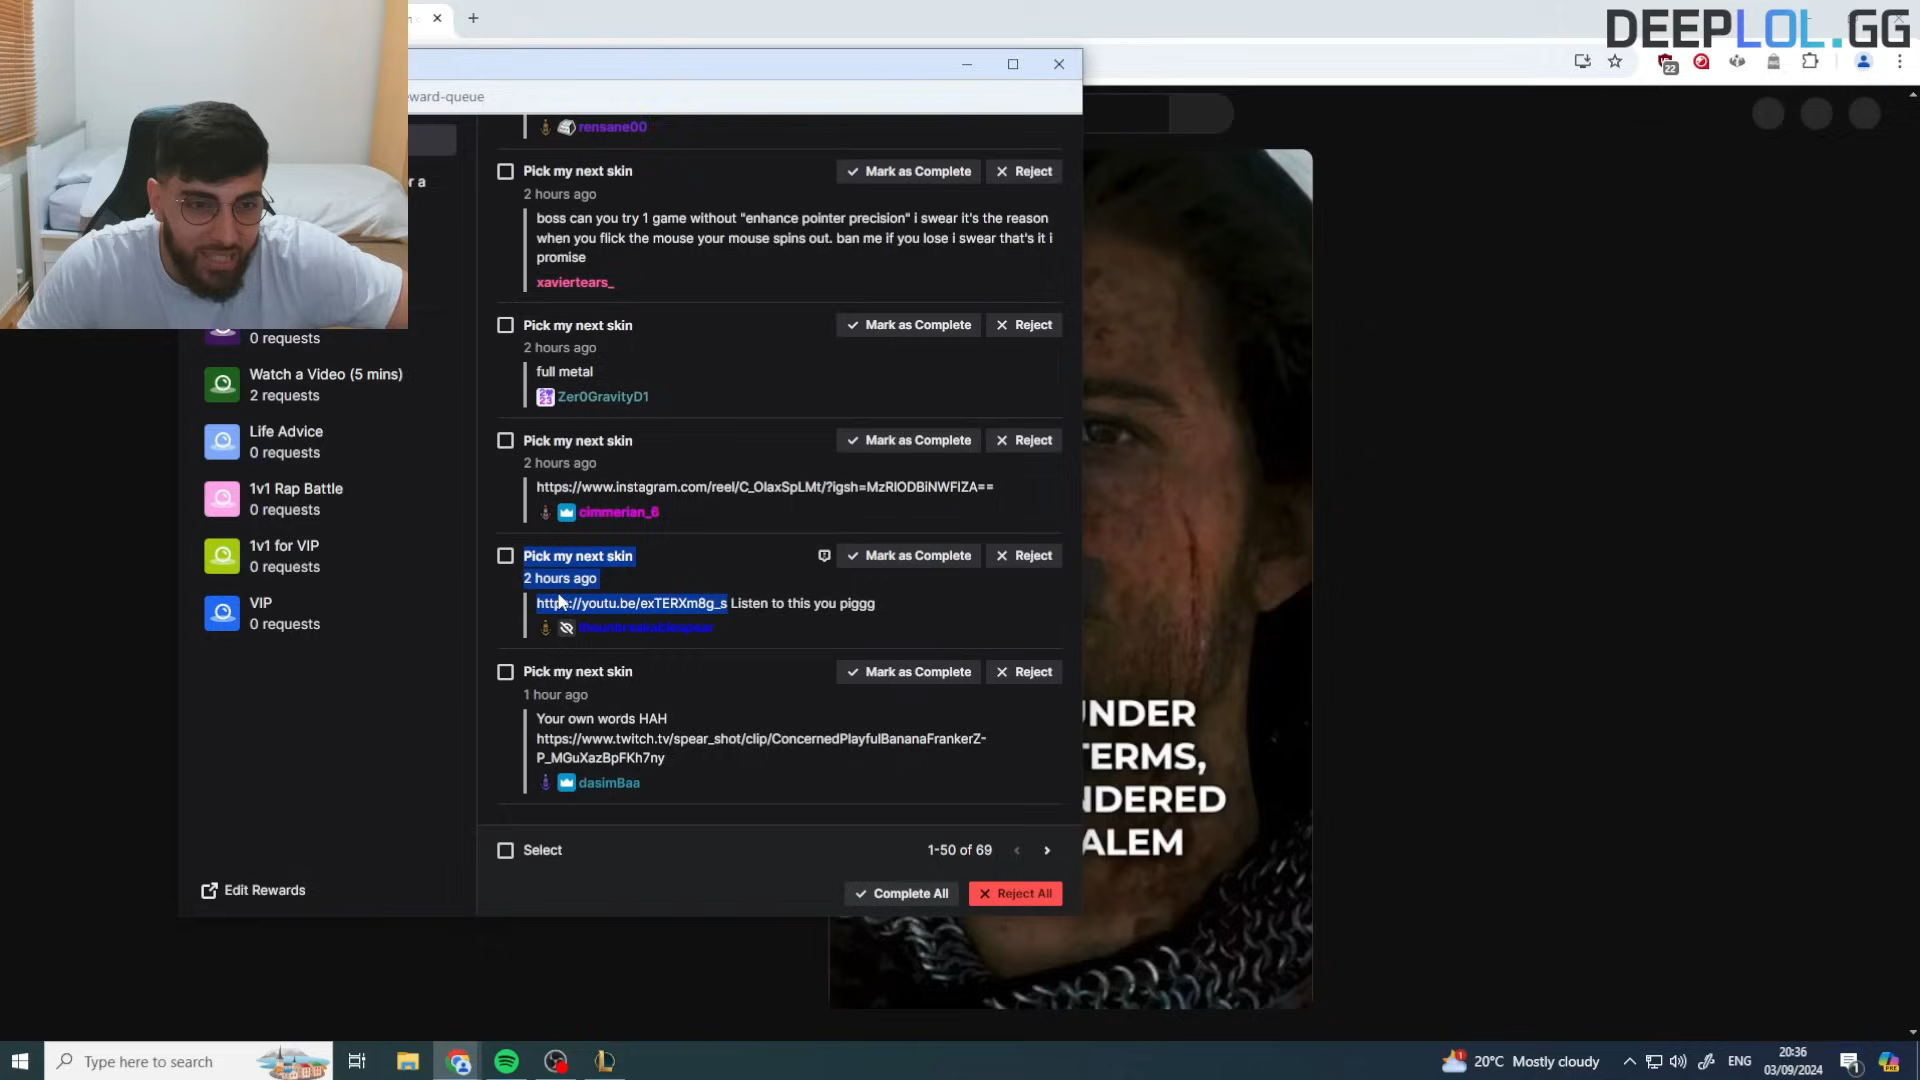 DEEPLOL.GG
22
eward-queue
rensane00
r a
Pick my next skin
Mark as Complete
Reject
2 hours ago
boss can you try 1 game without "enhance pointer precision" i swear it's the reason
when you flick the mouse your mouse spins out. ban me if you lose i swear that's it i
promise
xaviertears_
0 requests
Pick my next skin
Mark as Complete
Reject
2 hours ago
full metal
Zer0GravityD1
Watch a Video (5 mins)
2 requests
Life Advice
0 requests
Pick my next skin
Mark as Complete
Reject
2 hours ago
https://www.instagram.com/reel/C_OlaxSpLMt/?igsh=MzRlODBiNWFlZA==
cimmerian_6
1v1 Rap Battle
0 requests
1v1 for VIP
0 requests
Pick my next skin
Mark as Complete
Reject
2 hours ago
https://youtu.be/exTERXm8g_s Listen to this you piggg
theunbreakablespear
VIP
0 requests
Pick my next skin
Mark as Complete
Reject
1 hour ago
Your own words HAH
https://www.twitch.tv/spear_shot/clip/ConcernedPlayfulBananaFrankerZ-
P_MGuXazBpFKh7ny
dasimBaa
UNDER
TERMS,
NDERED
ALEM
Select
1-50 of 69
Edit Rewards
Complete All
Reject All
Type here to search
1
20°C Mostly cloudy
ENG
20:36
03/09/2024
1